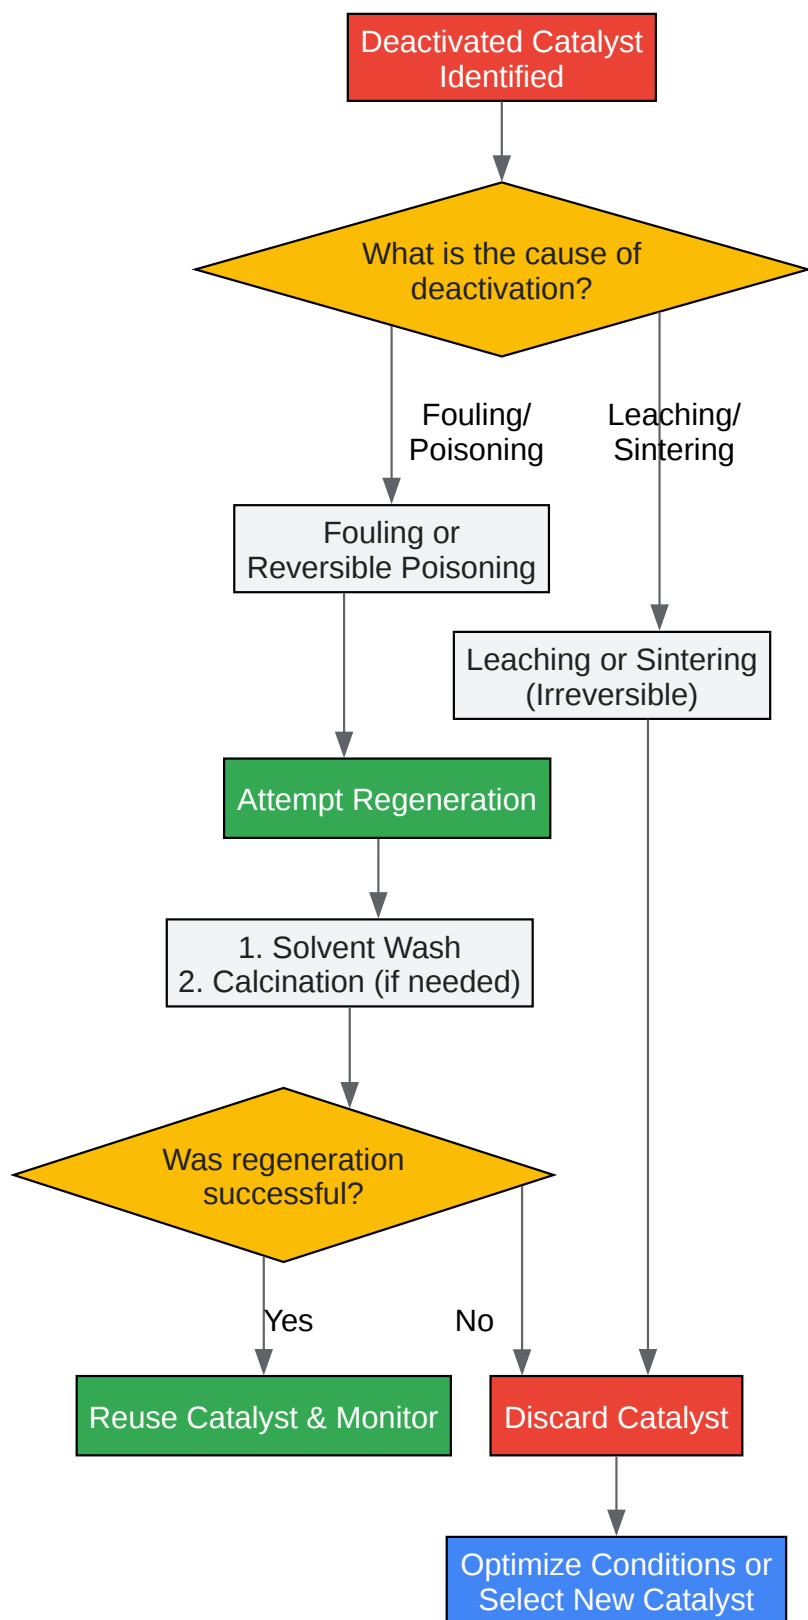 Deactivated Catalyst
Identified
What is the cause of
deactivation?
Fouling/
Poisoning
Leaching/
Sintering
Fouling or
Reversible Poisoning
Leaching or Sintering
(Irreversible)
Attempt Regeneration
1. Solvent Wash
2. Calcination (if needed)
Was regeneration
successful?
Yes
No
Reuse Catalyst & Monitor
Discard Catalyst
Optimize Conditions or
Select New Catalyst